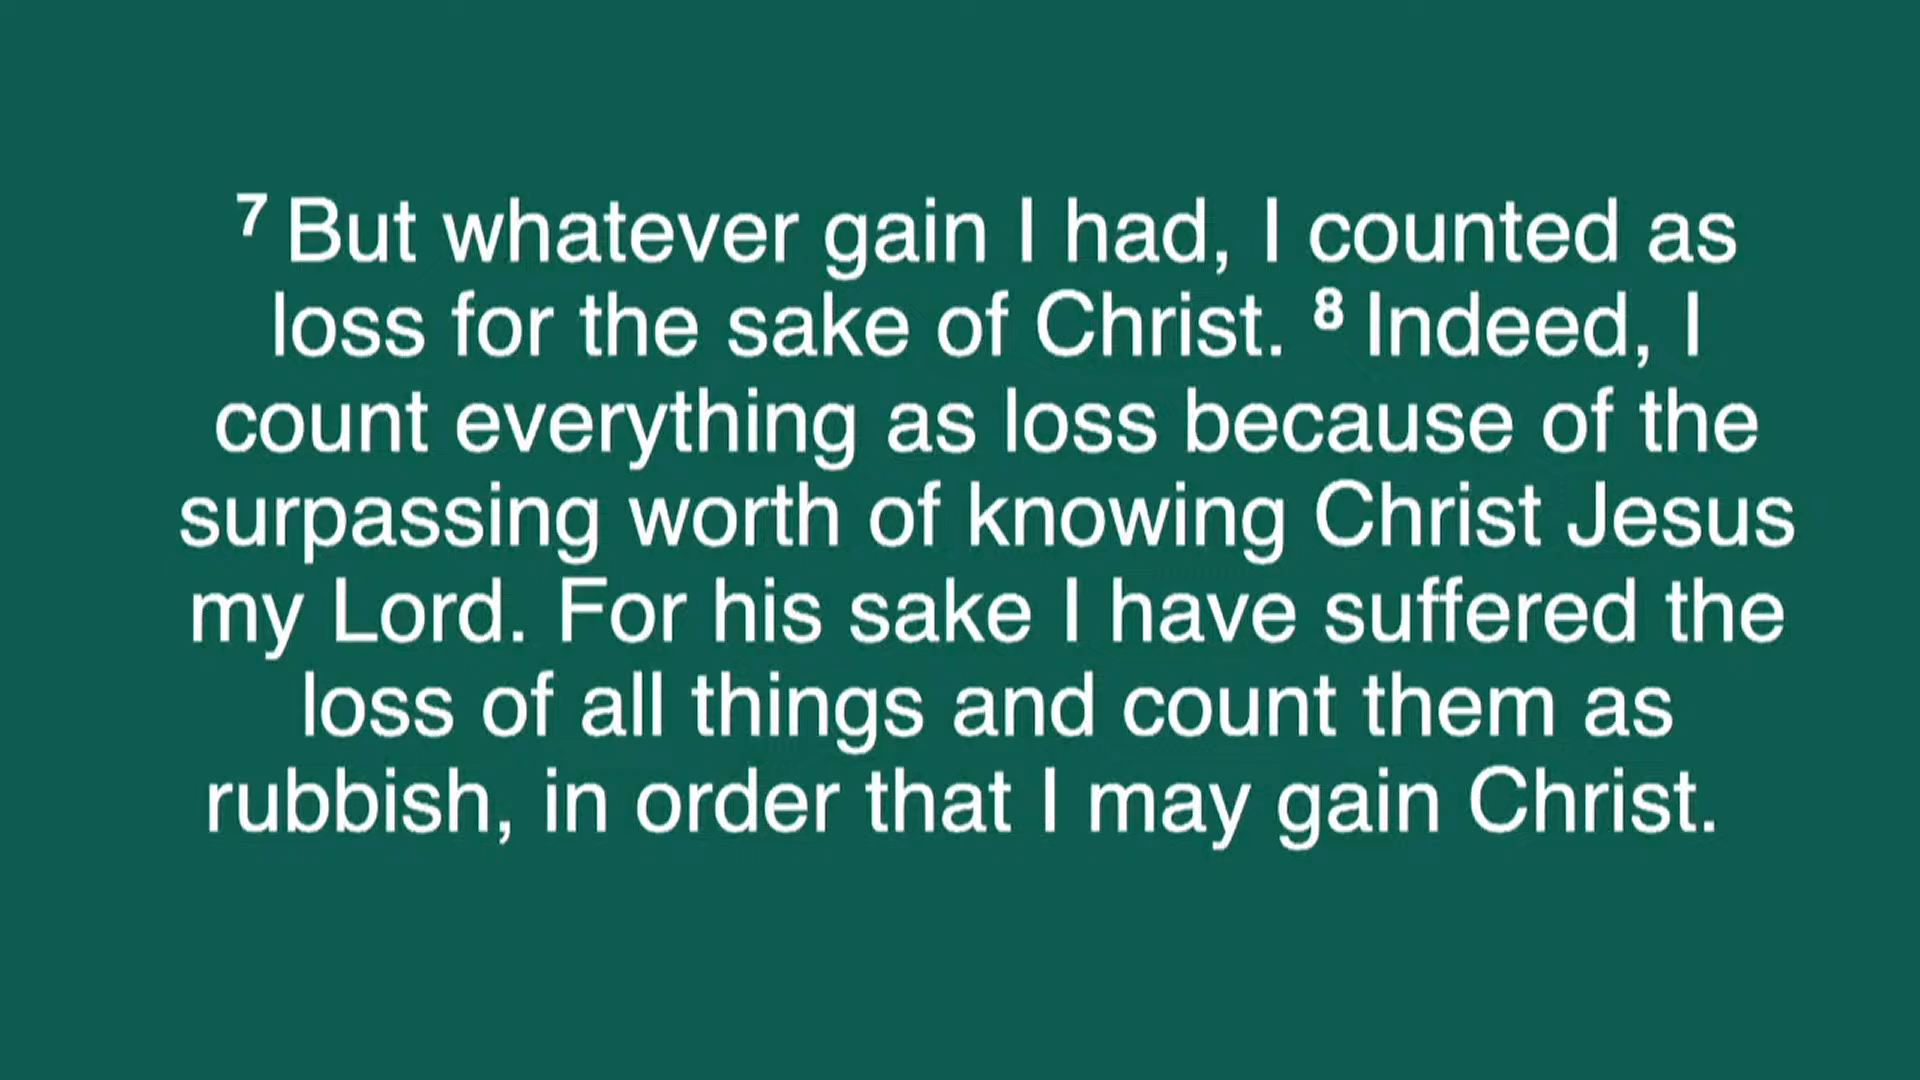 7 But whatever gain I had, I counted as
loss for the sake of Christ. 8 Indeed, I
count everything as loss because of the
surpassing worth of knowing Christ Jesus
my Lord. For his sake I have suffered the
loss of all things and count them as
rubbish, in order that I may gain Christ.